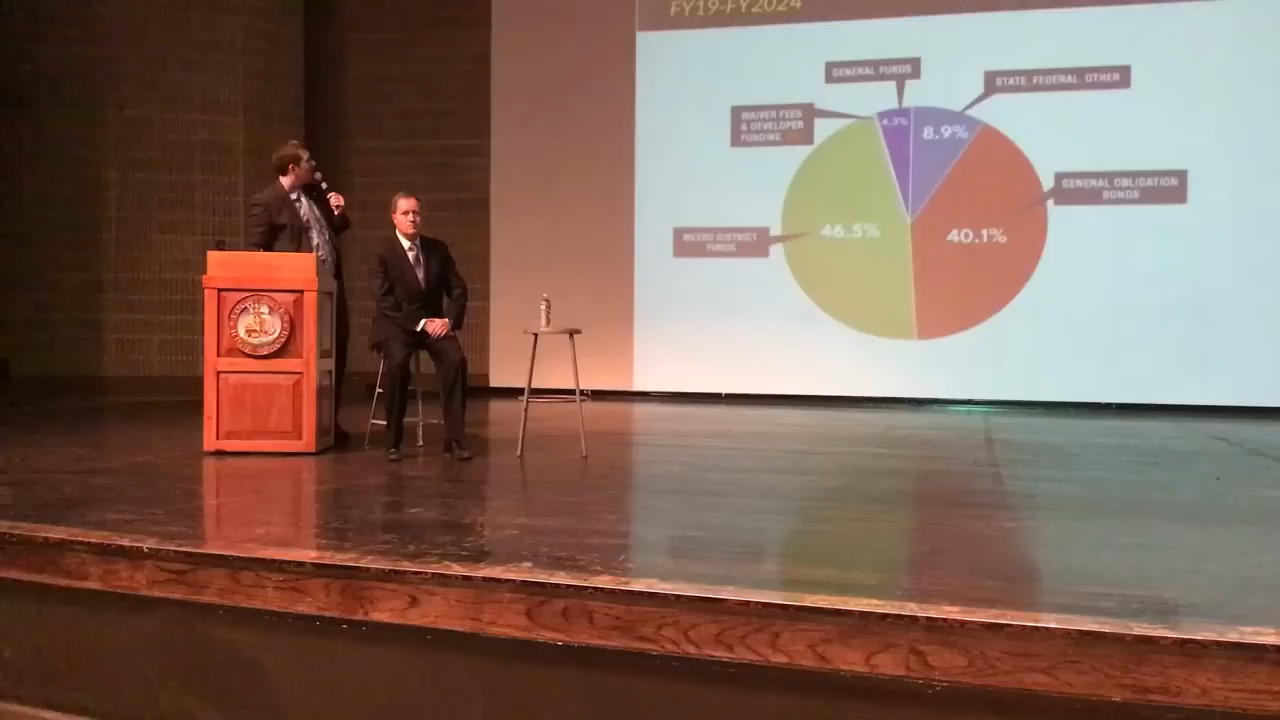 FY19-FY2024
GENERAL FUNDS
STATE, FEDERAL, OTHER
WAIVER FEES
& DEVELOPER
FUNDING
4.3%
8.9%
GENERAL OBLIGATION
BONDS
METRO DISTRICT
FUNDS
46.5%
40.1%